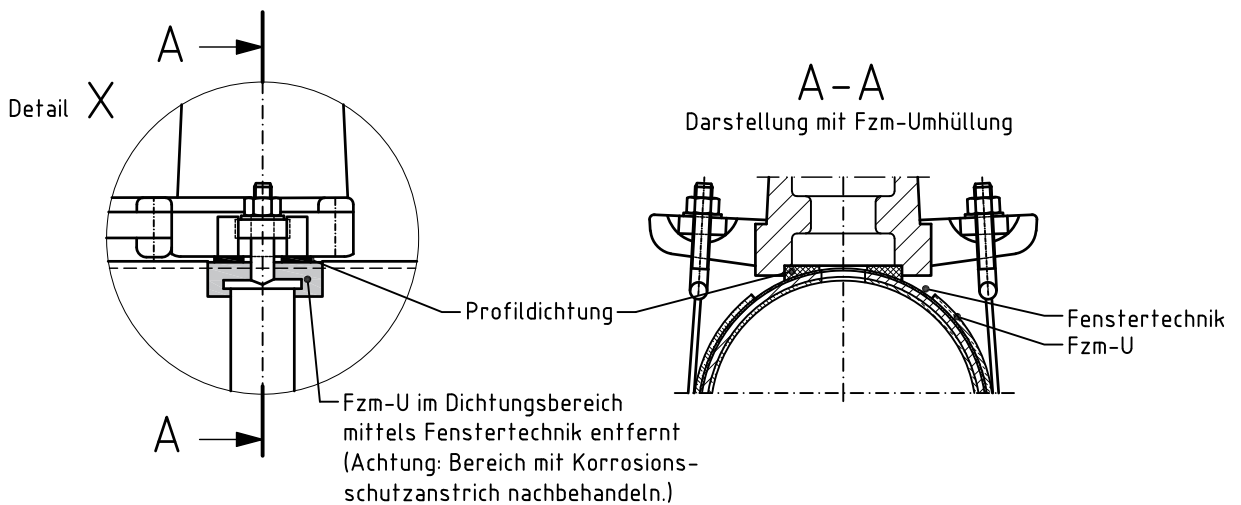 A
Detail X
A-A
Darstellung mit Fzm-Umhüllung
Profildichtung
Fenstertechnik
Fzm-U
Fzm-U im Dichtungsbereich
mittels Fenstertechnik entfernt
(Achtung: Bereich mit Korrosions-
schutzanstrich nachbehandeln.)
A